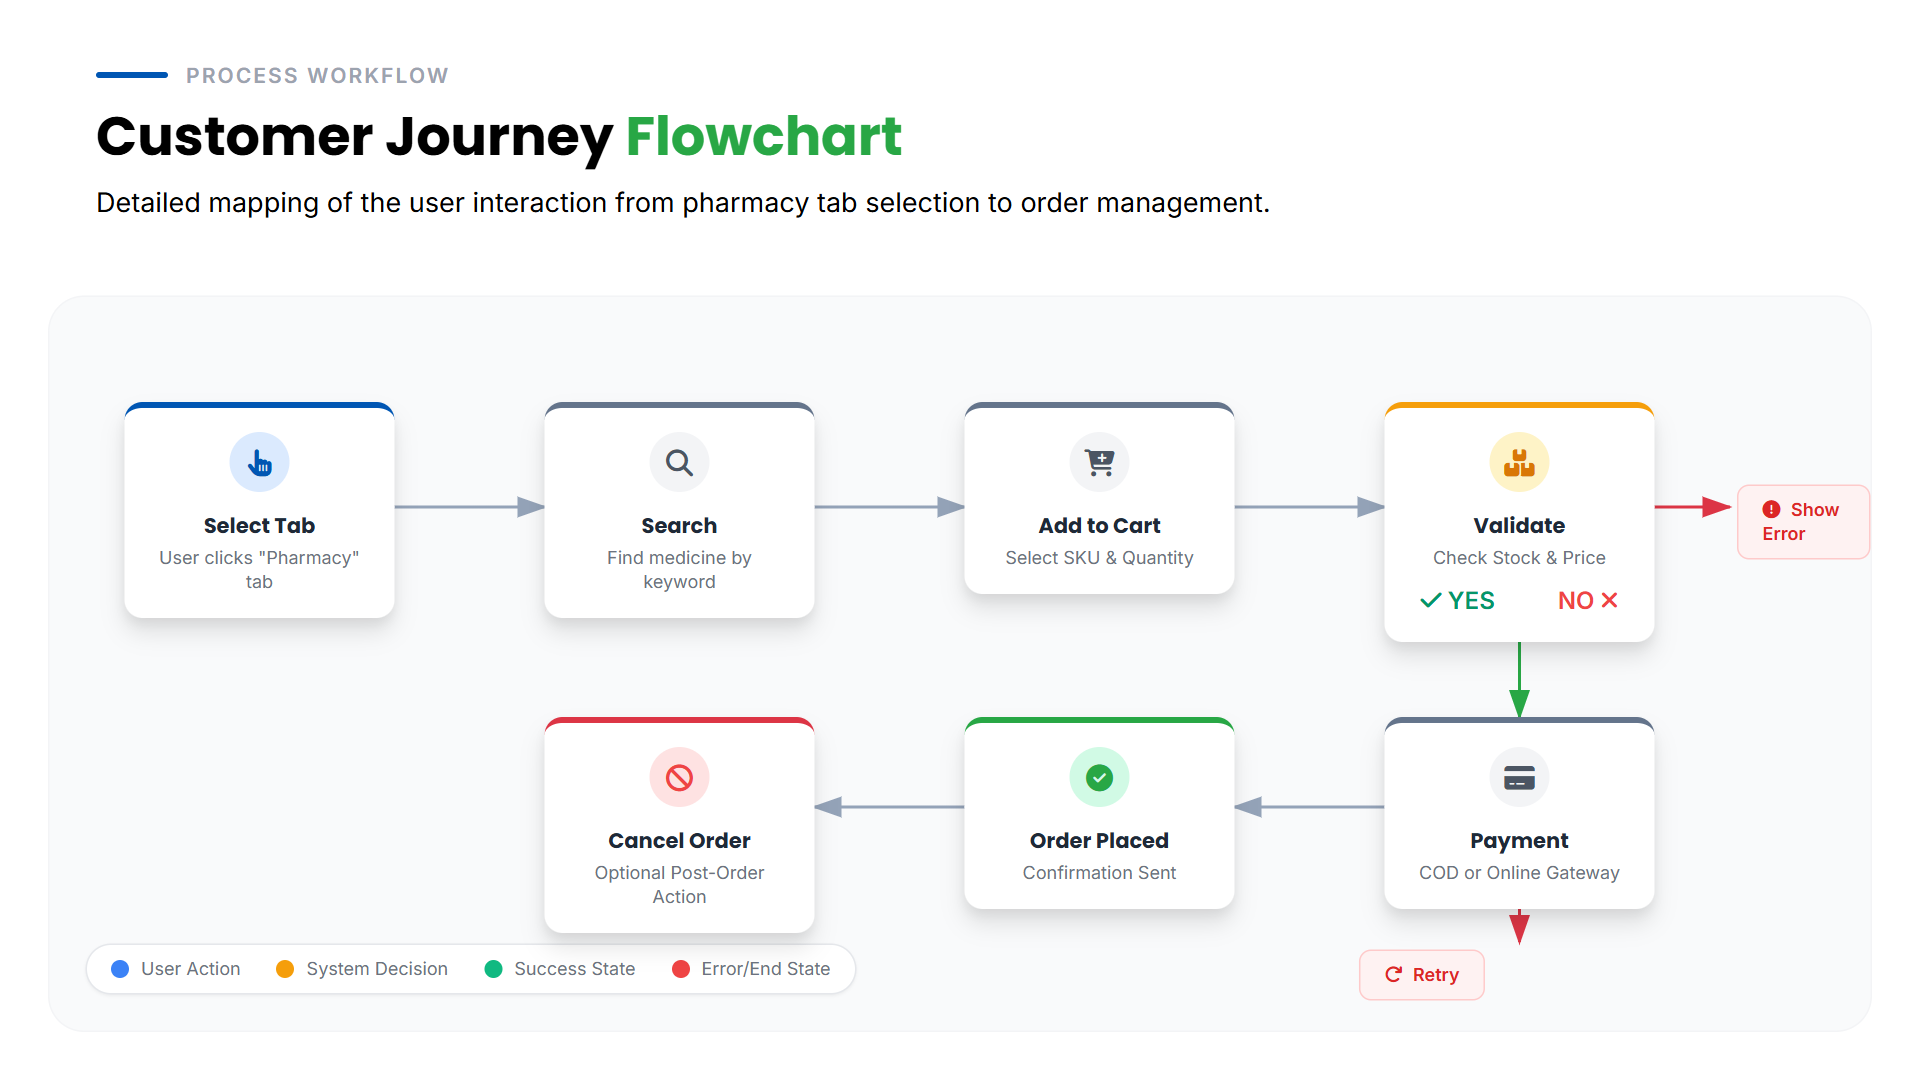 PROCESS WORKFLOW
Customer Journey Flowchart
Detailed mapping of the user interaction from pharmacy tab selection to order management.
Select Tab
User clicks "Pharmacy"
tab
Search
Find medicine by
keyword
Add to Cart
Select SKU & Quantity
Validate
Check Stock & Price
YES
NO
Show
Error
Cancel Order
Optional Post-Order
Action
Order Placed
Confirmation Sent
Payment
COD or Online Gateway
User Action
System Decision
Success State
Error/End State
Retry